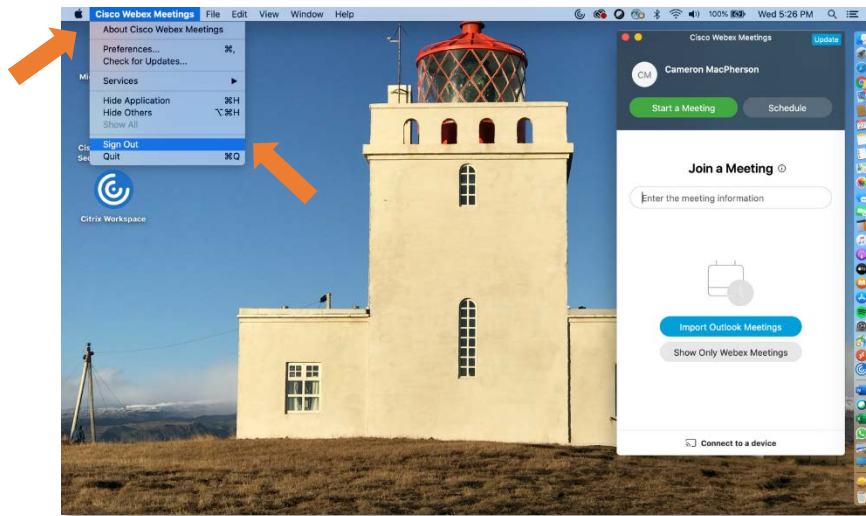 Cisco Webex Meetings File Edit View Window Help
100% Wed 5:26 PM
About Cisco Webex Meetings
Preferences... ⌘,
Check for Updates...
Services
Hide Application ⌘H
Hide Others ⌥⌘H
Show All
Sign Out
Quit ⌘Q
Citrix Workspace
Cisco Webex Meetings Update
CM Cameron MacPherson
Start a Meeting Schedule
Join a Meeting
Enter the meeting information
Import Outlook Meetings
Show Only Webex Meetings
Connect to a device